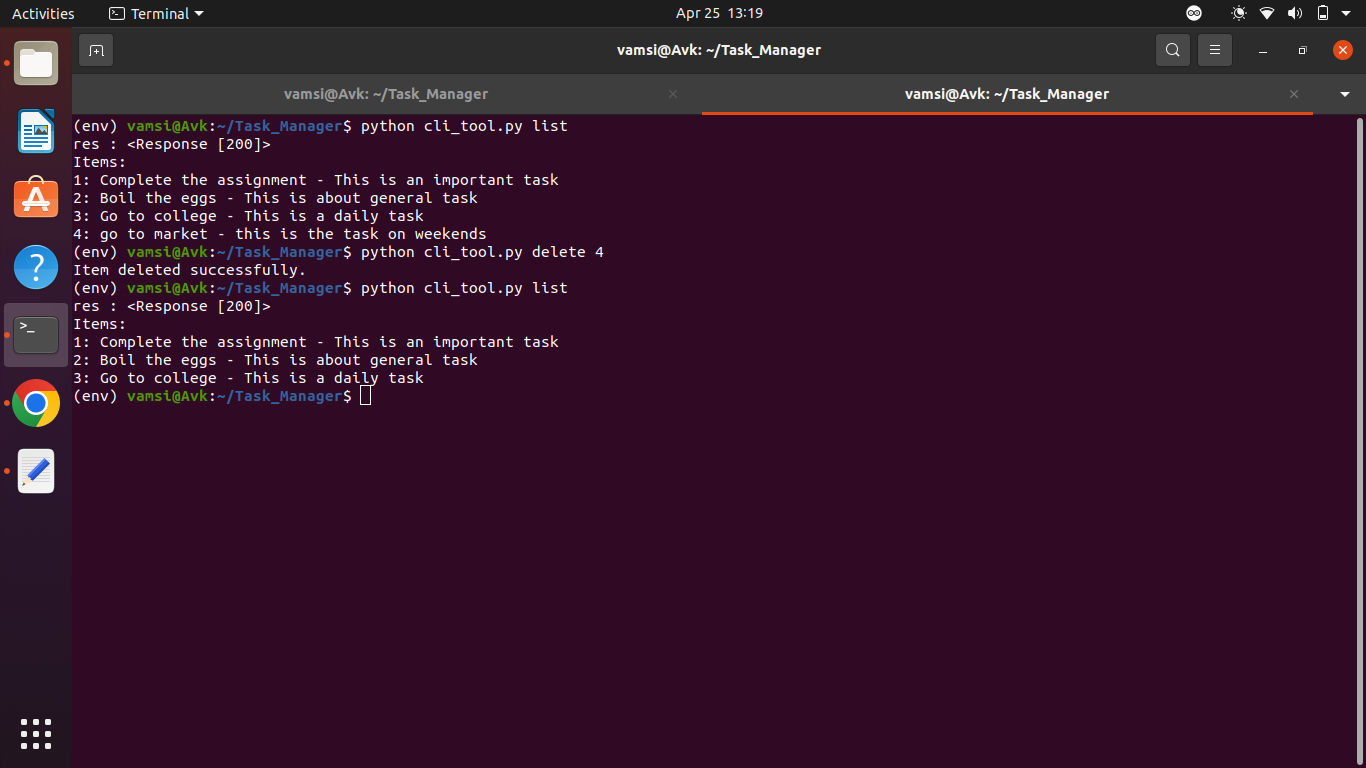 Activities
Terminal
Apr 25 13:19
vamsi@Avk: ~/Task_Manager
vamsi@Avk: ~/Task_Manager
vamsi@Avk: ~/Task_Manager
(env) vamsi@Avk:~/Task_Manager$ python cli_tool.py list
res : <Response [200]>
Items:
1: Complete the assignment - This is an important task
2: Boil the eggs - This is about general task
3: Go to college - This is a daily task
4: go to market - this is the task on weekends
(env) vamsi@Avk:~/Task_Manager$ python cli_tool.py delete 4
Item deleted successfully.
(env) vamsi@Avk:~/Task_Manager$ python cli_tool.py list
res : <Response [200]>
Items:
1: Complete the assignment - This is an important task
2: Boil the eggs - This is about general task
3: Go to college - This is a daily task
(env) vamsi@Avk:~/Task_Manager$